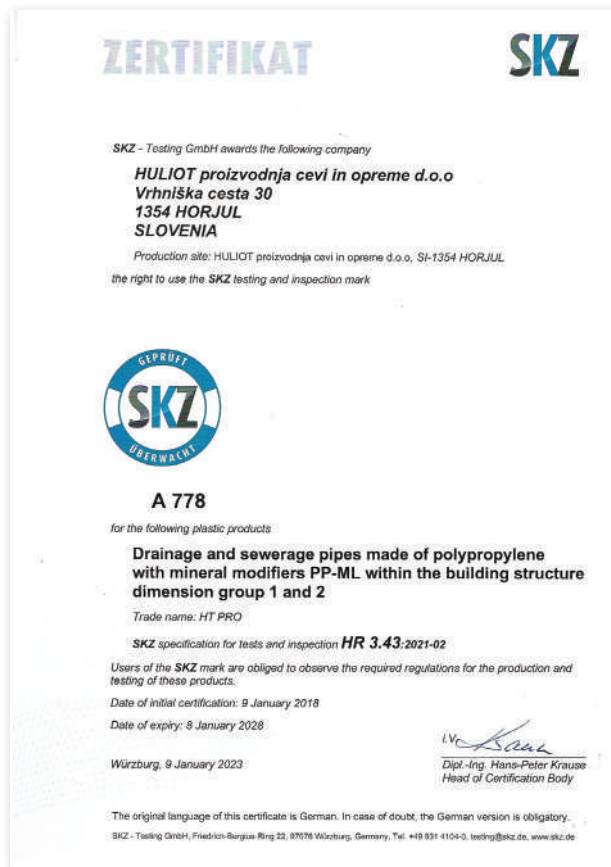 ZERTIFIKAT
SKZ
SKZ - Testing GmbH awards the following company
HULIOT proizvodnja cevi in opreme d.o.o
Vrhniška cesta 30
1354 HORJUL
SLOVENIA
Production site: HULIOT proizvodnja cevi in opreme d.o.o, SI-1354 HORJUL
the right to use the SKZ testing and inspection mark
GEPRÜFT
SKZ
ÜBERWACHT
A 778
for the following plastic products
Drainage and sewerage pipes made of polypropylene
with mineral modifiers PP-ML within the building structure
dimension group 1 and 2
Trade name: HT PRO
SKZ specification for tests and inspection HR 3.43:2021-02
Users of the SKZ mark are obliged to observe the required regulations for the production and
testing of these products.
Date of initial certification: 9 January 2018
Date of expiry: 8 January 2028
I.V.
Würzburg, 9 January 2023
Dipl.-Ing. Hans-Peter Krause
Head of Certification Body
The original language of this certificate is German. In case of doubt, the German version is obligatory.
SKZ - Testing GmbH, Friedrich-Bergius-Ring 22, 97076 Würzburg, Germany, Tel. +49 931 4104-0, testing@skz.de, www.skz.de